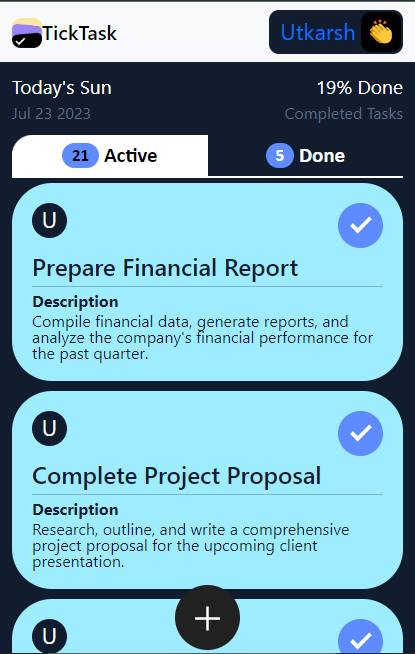 TickTask
Utkarsh 👏
Today's Sun
19% Done
Jul 23 2023
Completed Tasks
21 Active
5 Done
U
Prepare Financial Report
Description
Compile financial data, generate reports, and
analyze the company's financial performance for
the past quarter.
U
Complete Project Proposal
Description
Research, outline, and write a comprehensive
project proposal for the upcoming client
presentation.
U